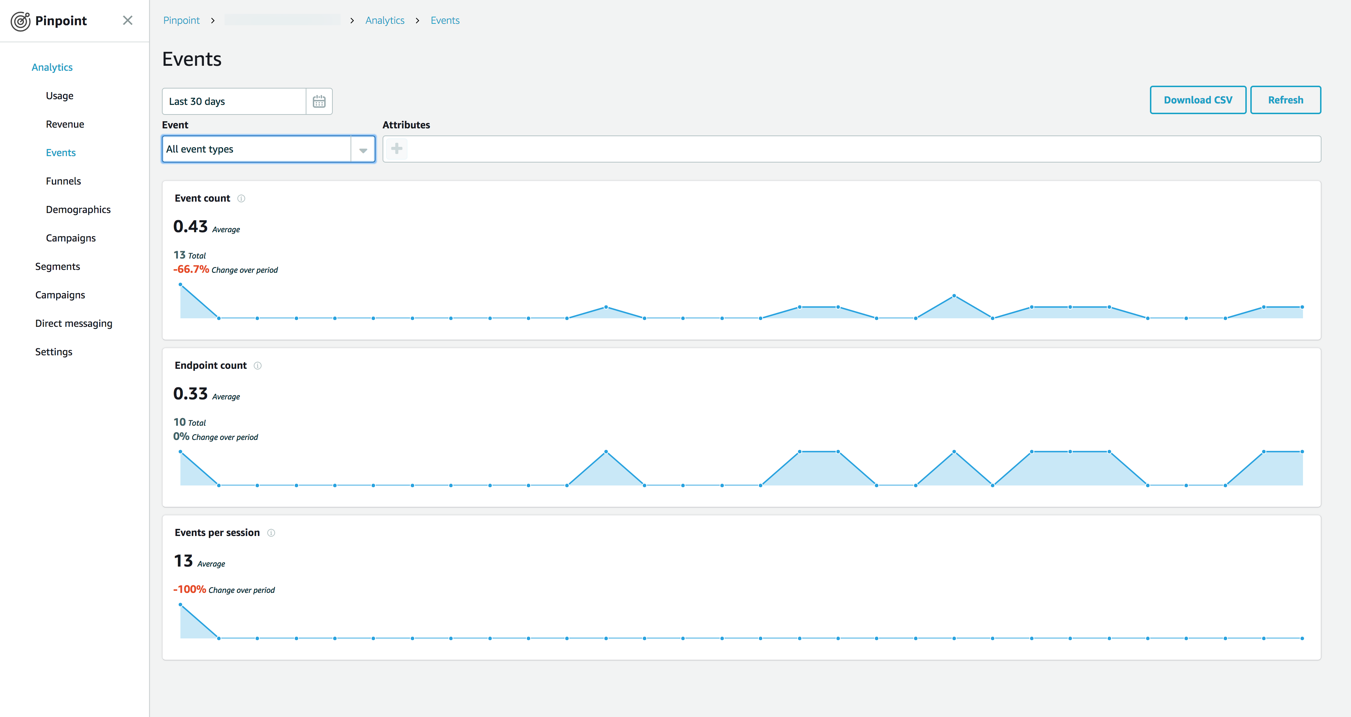 Pinpoint
Analytics
Usage
Revenue
Events
Funnels
Demographics
Campaigns
Segments
Campaigns
Direct messaging
Settings
Pinpoint > > Analytics > Events
Events
Last 30 days
Download CSV
Refresh
Event
Attributes
All event types
Event count
0.43 Average
13 Total
-66.7% Change over period
Endpoint count
0.33 Average
10 Total
0% Change over period
Events per session
13 Average
-100% Change over period